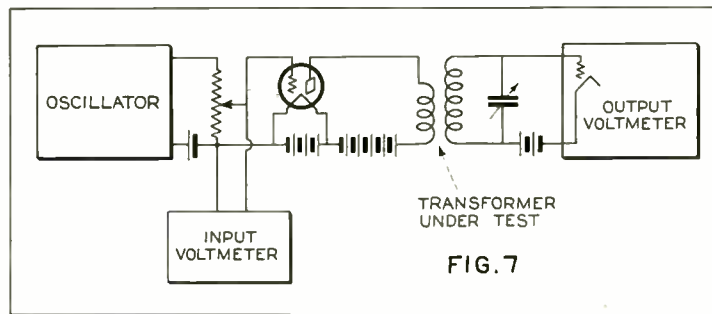 OSCILLATOR
INPUT
VOLTMETER
OUTPUT
VOLTMETER
TRANSFORMER
UNDER TEST
FIG. 7